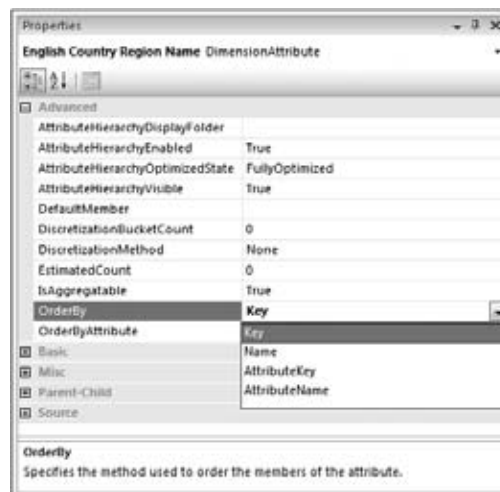 Properties
English Country Region Name DimensionAttribute
Advanced
AttributeHierarchyDisplayFolder
AttributeHierarchyEnabled True
AttributeHierarchyOptimizedState FullyOptimized
AttributeHierarchyVisible True
DefaultMember
DiscretizationBucketCount 0
DiscretizationMethod None
EstimatedCount 0
IsAggregatable True
OrderBy Key
OrderByAttribute Key
Basic Name
Misc AttributeKey
Parent-Child AttributeName
Source
OrderBy
Specifies the method used to order the members of the attribute.